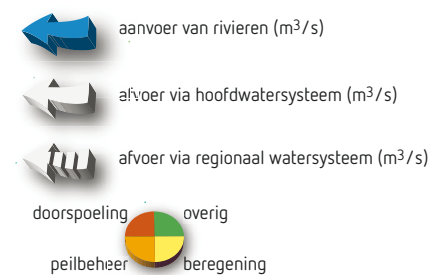 aanvoer van rivieren (m³/s)
afvoer via hoofdwatersysteem (m³/s)
afvoer via regionaal watersysteem (m³/s)
doorspoeling overig
peilbeheer beregening